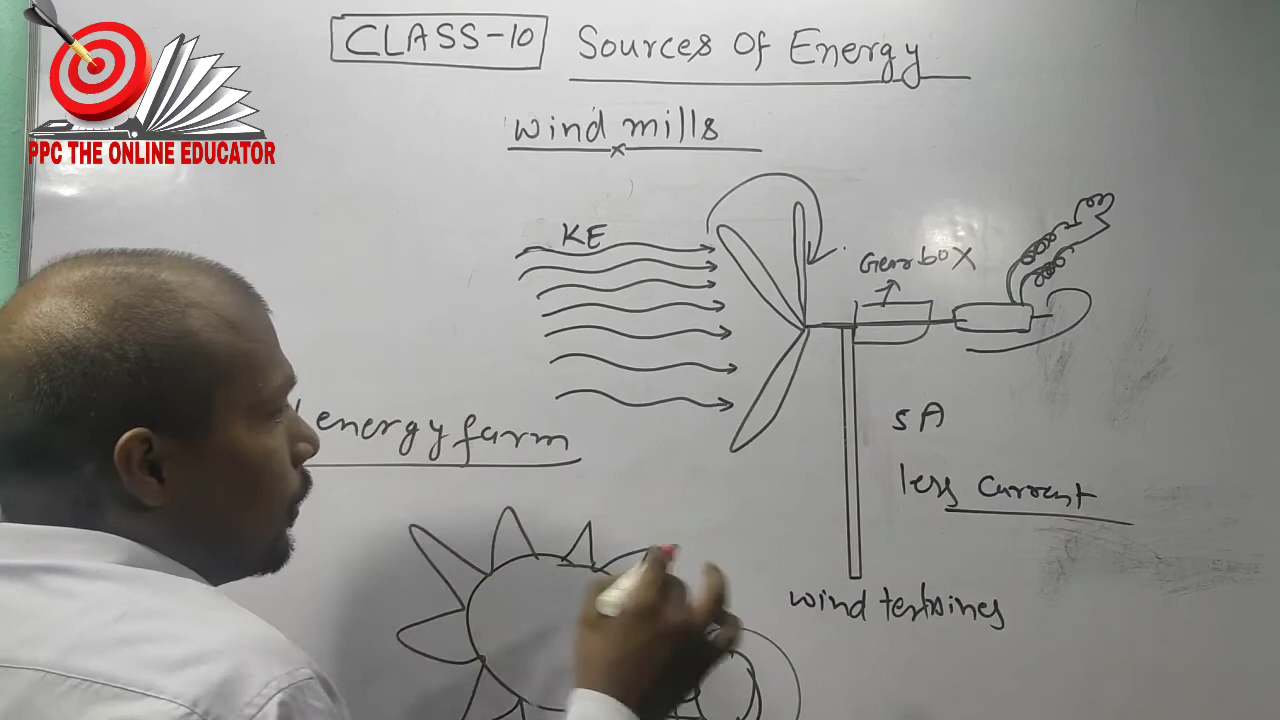 CLASS-10 Sources Of Energy
PPC THE ONLINE EDUCATOR
wind mills
KE
Gearbox
energy farm
5A
less current
wind terbines